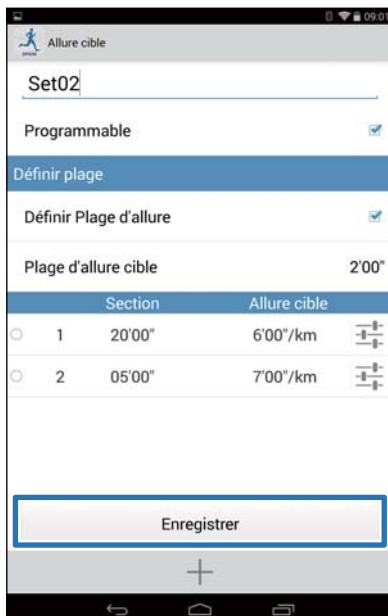 09:01
Allure cible
Set02
Programmable
Définir plage
Définir Plage d'allure
Plage d'allure cible 2'00"
Section Allure cible
1 20'00" 6'00"/km
2 05'00" 7'00"/km
Enregistrer